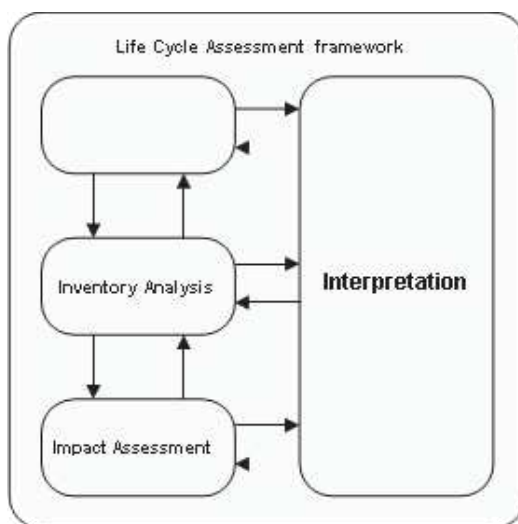 Life Cycle Assessment framework
Inventory Analysis
Interpretation
Impact Assessment